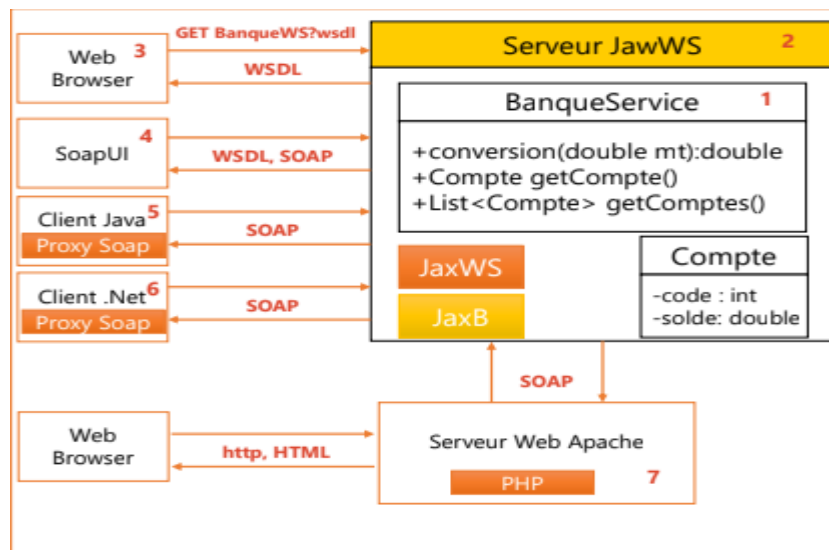 GET BanqueWS?wsdl
Web
Browser
3
WSDL
Serveur JawWS
2
BanqueService
1
+conversion(double mt):double
+Compte getCompte()
+List<Compte> getComptes()
SoapUI
4
WSDL, SOAP
Client Java
5
Proxy Soap
SOAP
Client .Net
6
Proxy Soap
SOAP
JaxWS
JaxB
Compte
-code : int
-solde: double
SOAP
Web
Browser
http, HTML
Serveur Web Apache
PHP
7